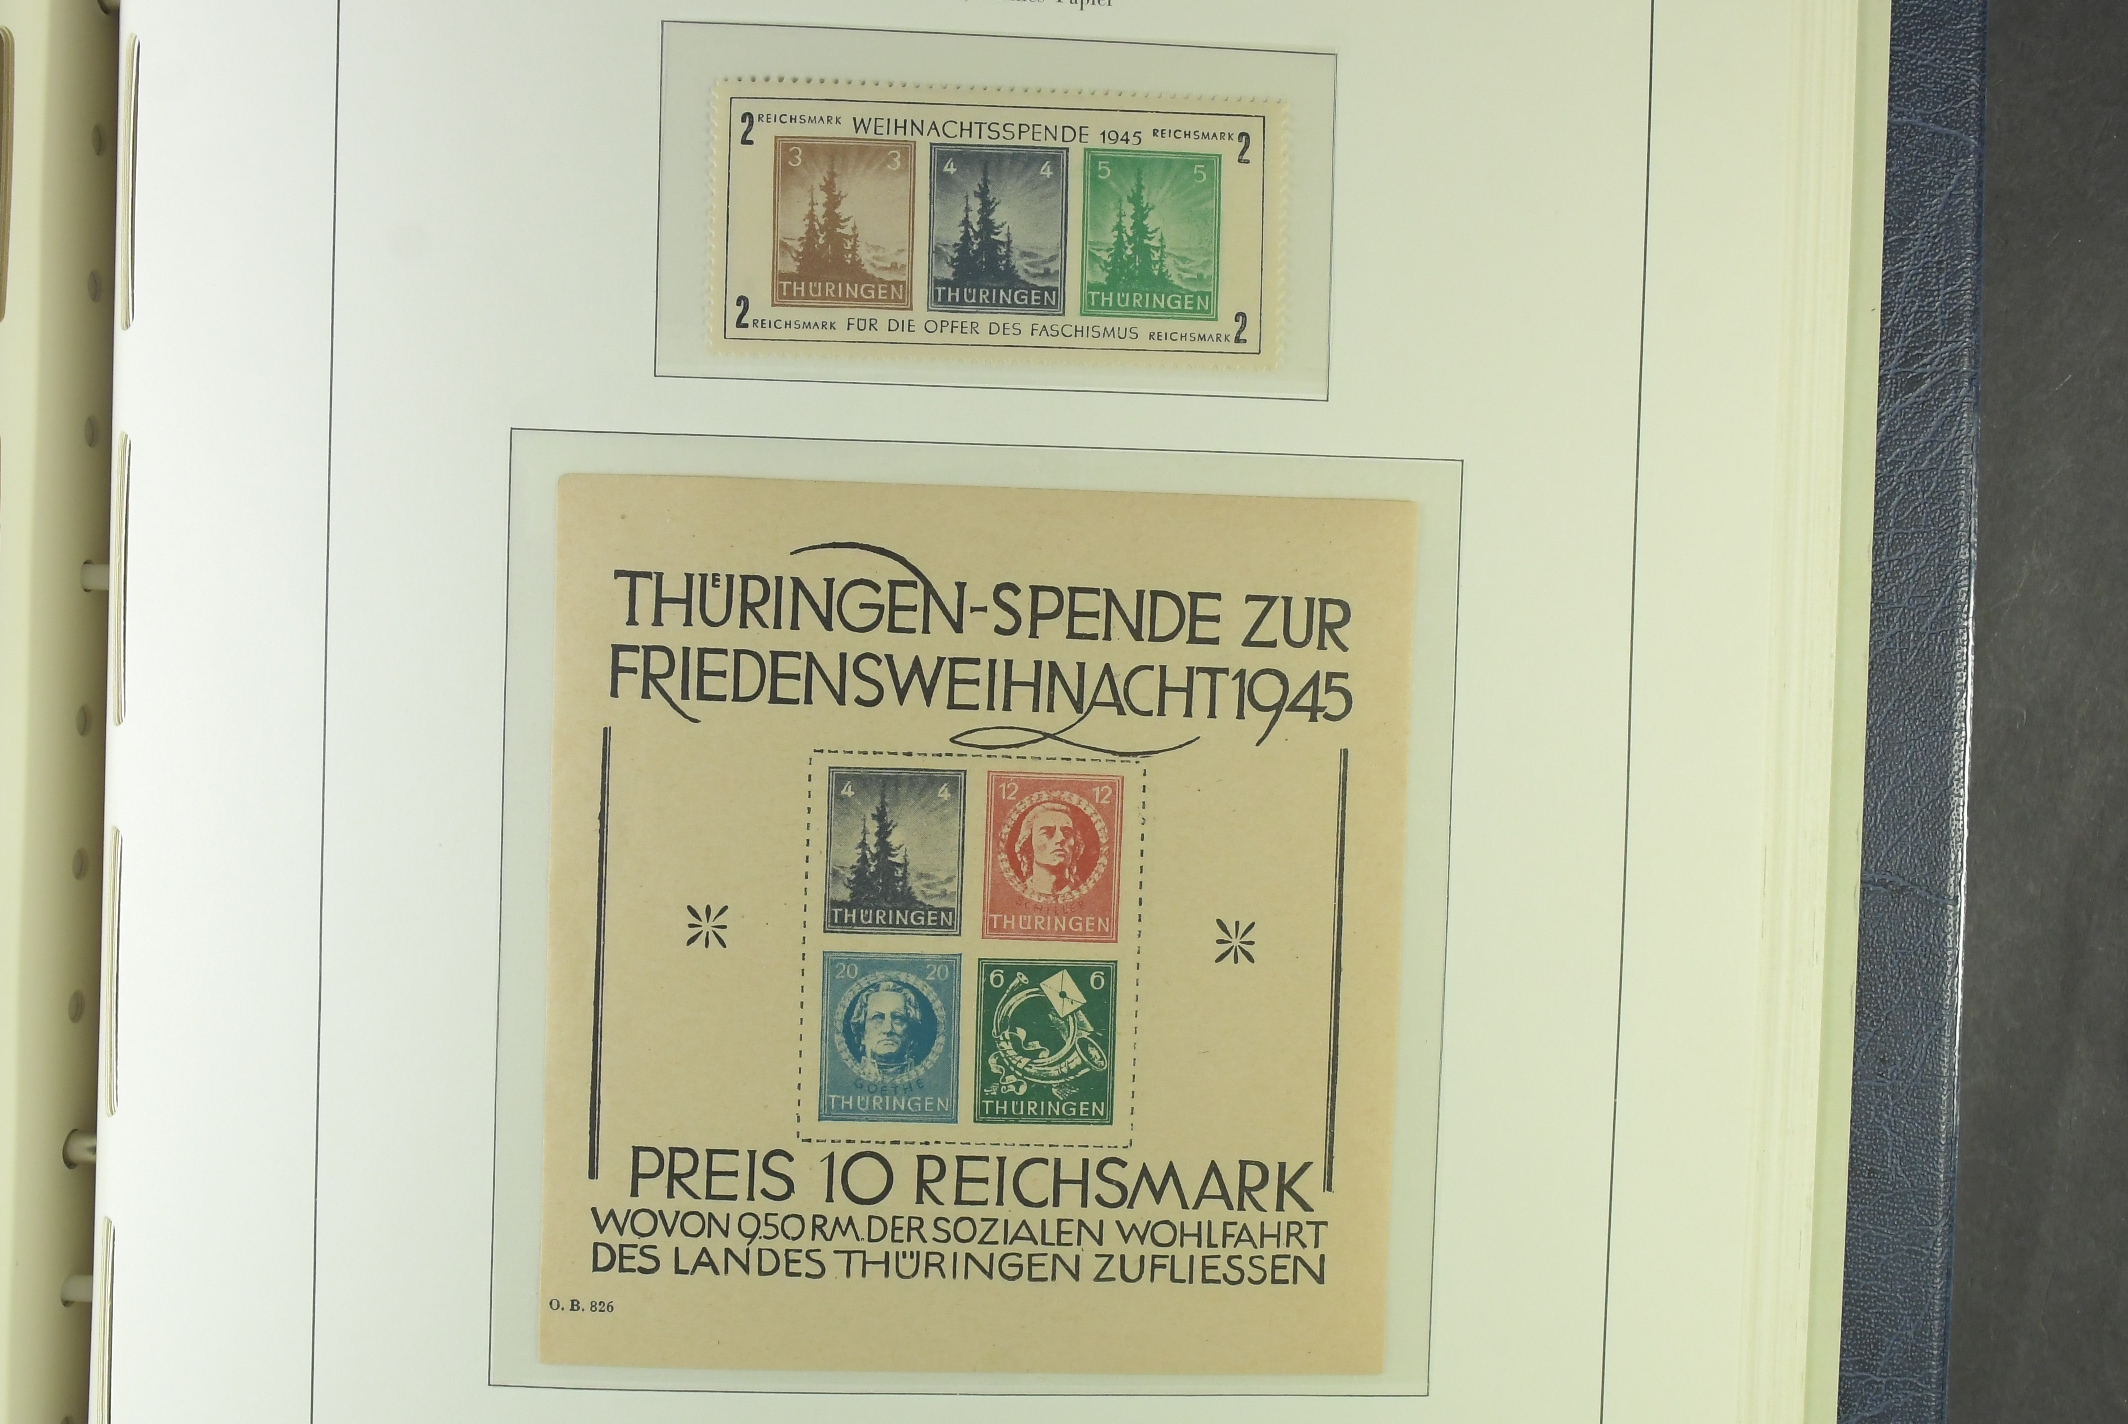 Papier
2 REICHSMARK WEIHNACHTSSPENDE 1945 REICHSMARK 2
3 3 4 4 5 5
THÜRINGEN THÜRINGEN THÜRINGEN
2 REICHSMARK FÜR DIE OPFER DES FASCHISMUS REICHSMARK 2
THÜRINGEN-SPENDE ZUR
FRIEDENSWEIHNACHT 1945
4 4 12 12
SCHILLER
THÜRINGEN THÜRINGEN
20 20 6 6
GOETHE
THÜRINGEN THÜRINGEN
PREIS 10 REICHSMARK
WOVON 9.50 RM. DER SOZIALEN WOHLFAHRT
DES LANDES THÜRINGEN ZUFLIESSEN
O. B. 826